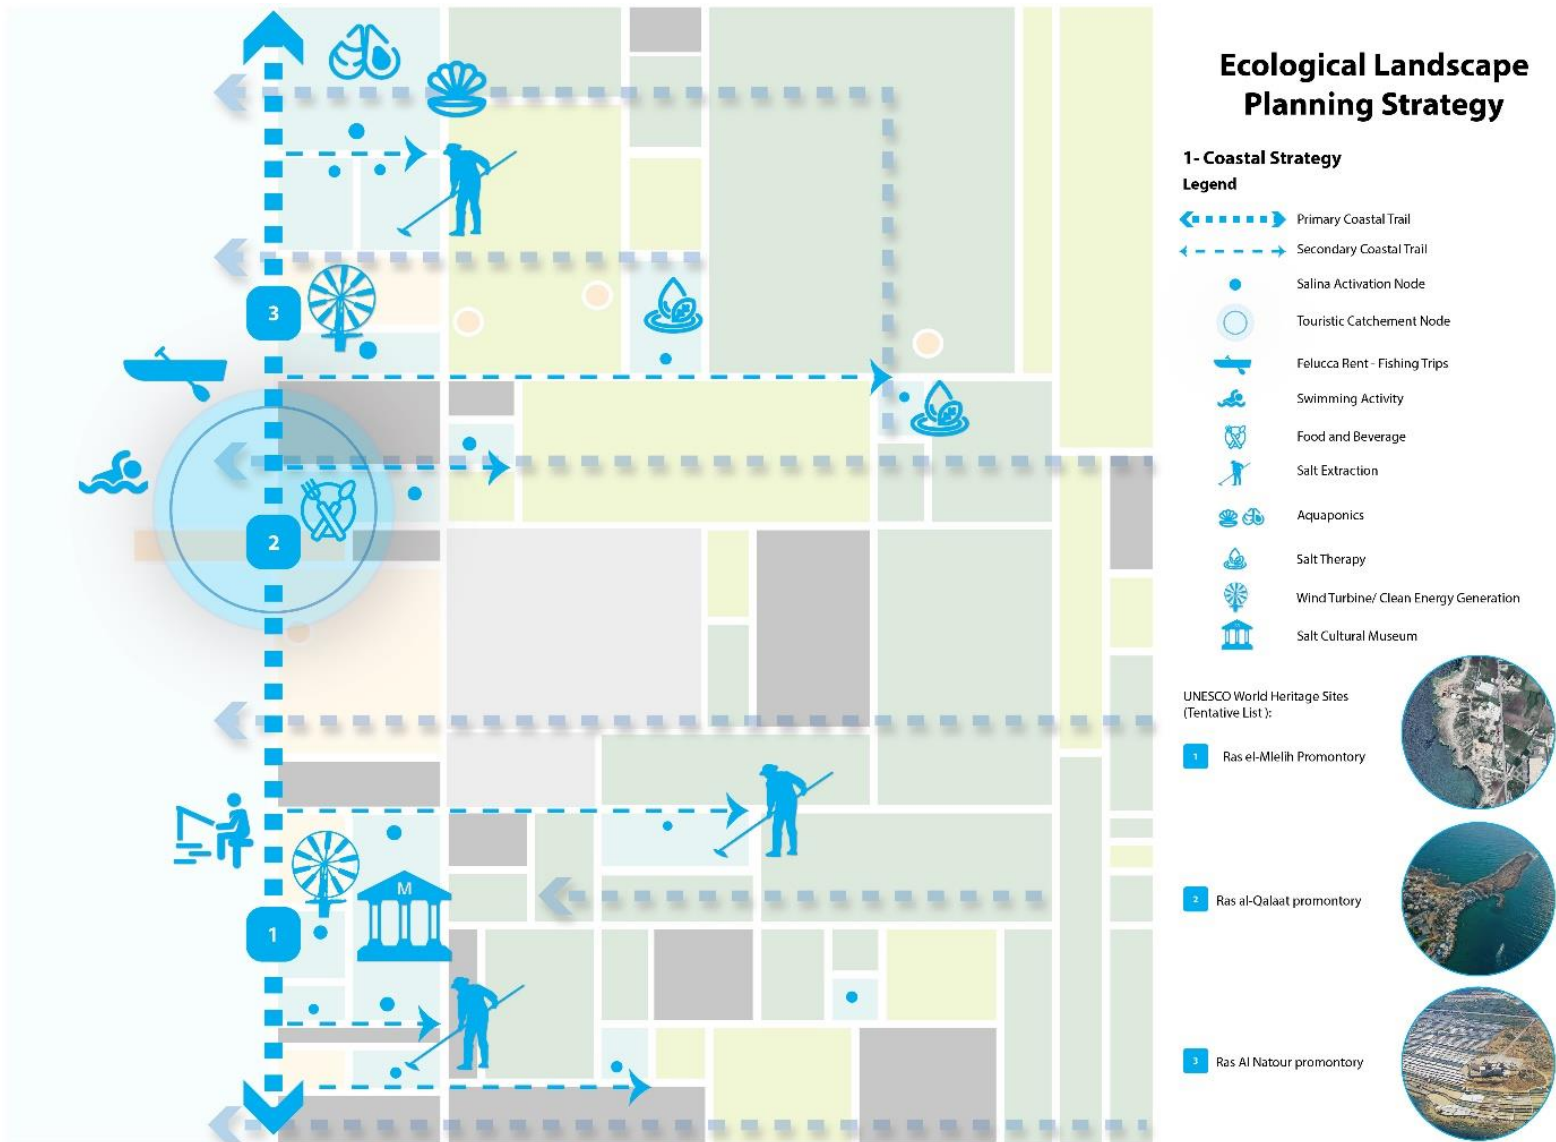 Ecological Landscape
Planning Strategy
1- Coastal Strategy
Legend
Primary Coastal Trail
Secondary Coastal Trail
Salina Activation Node
Touristic Catchement Node
Felucca Rent - Fishing Trips
Swimming Activity
Food and Beverage
Salt Extraction
Aquaponics
Salt Therapy
Wind Turbine/ Clean Energy Generation
Salt Cultural Museum
UNESCO World Heritage Sites
(Tentative List ):
1 Ras el-Mlelih Promontory
2 Ras al-Qalaat promontory
3 Ras Al Natour promontory
3
2
M
1